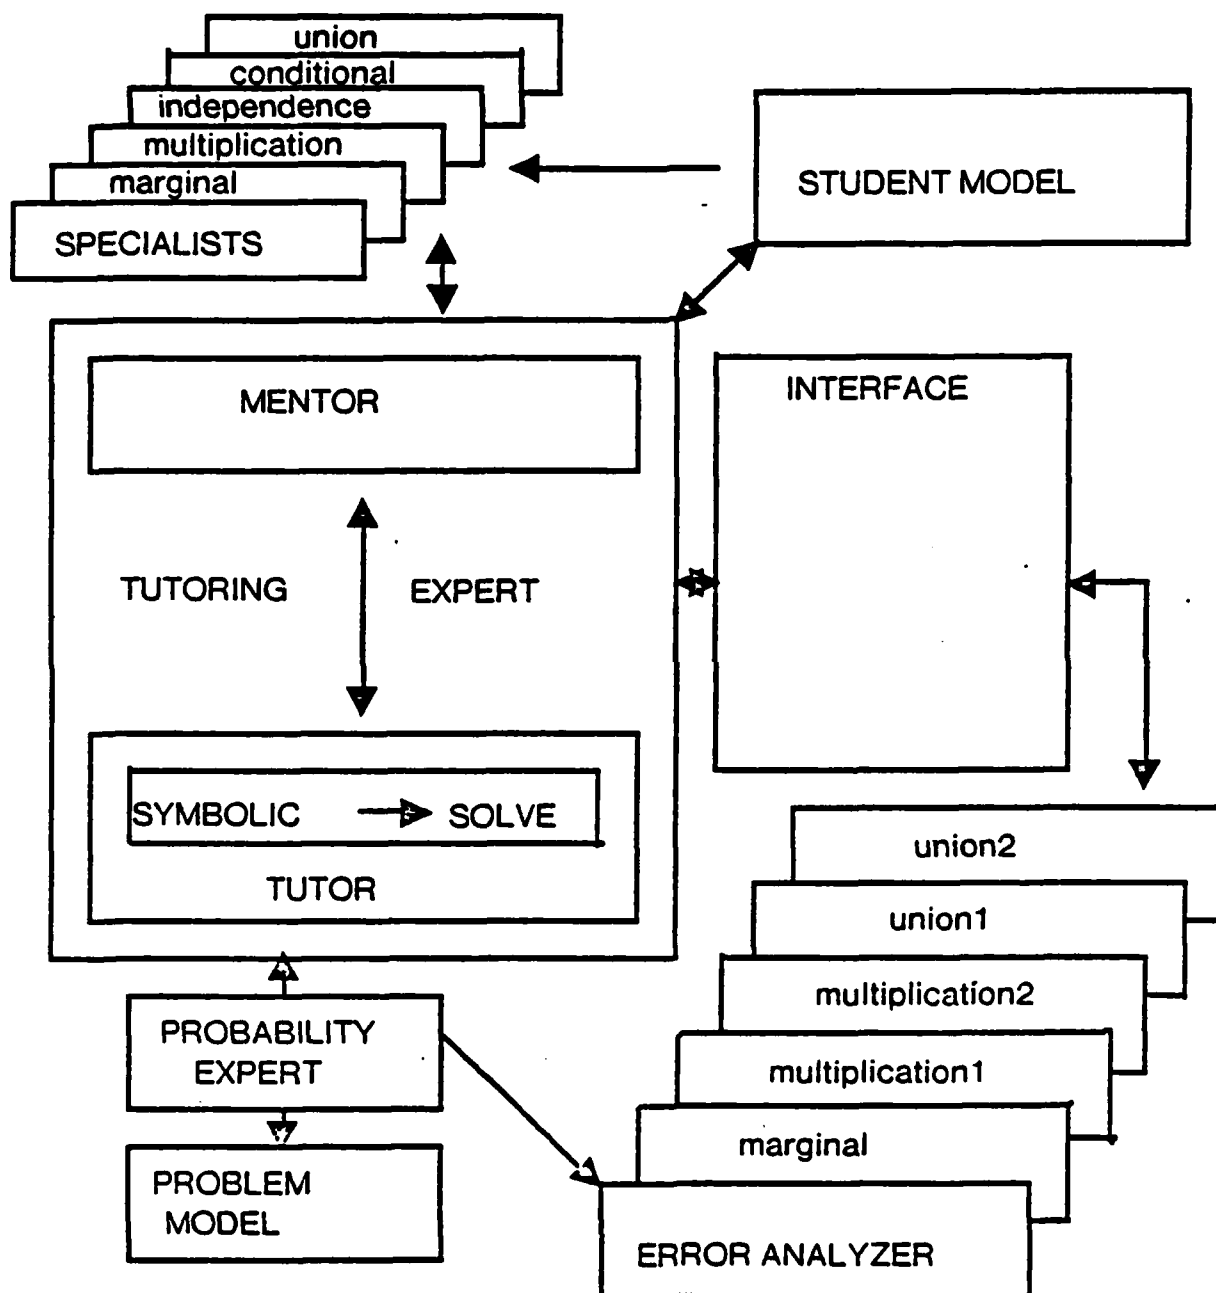 union
conditional
independence
multiplication
marginal
SPECIALISTS
STUDENT MODEL
MENTOR
INTERFACE
TUTORING EXPERT
SYMBOLIC SOLVE
TUTOR
PROBABILITY
EXPERT
PROBLEM
MODEL
union2
union1
multiplication2
multiplication1
marginal
ERROR ANALYZER